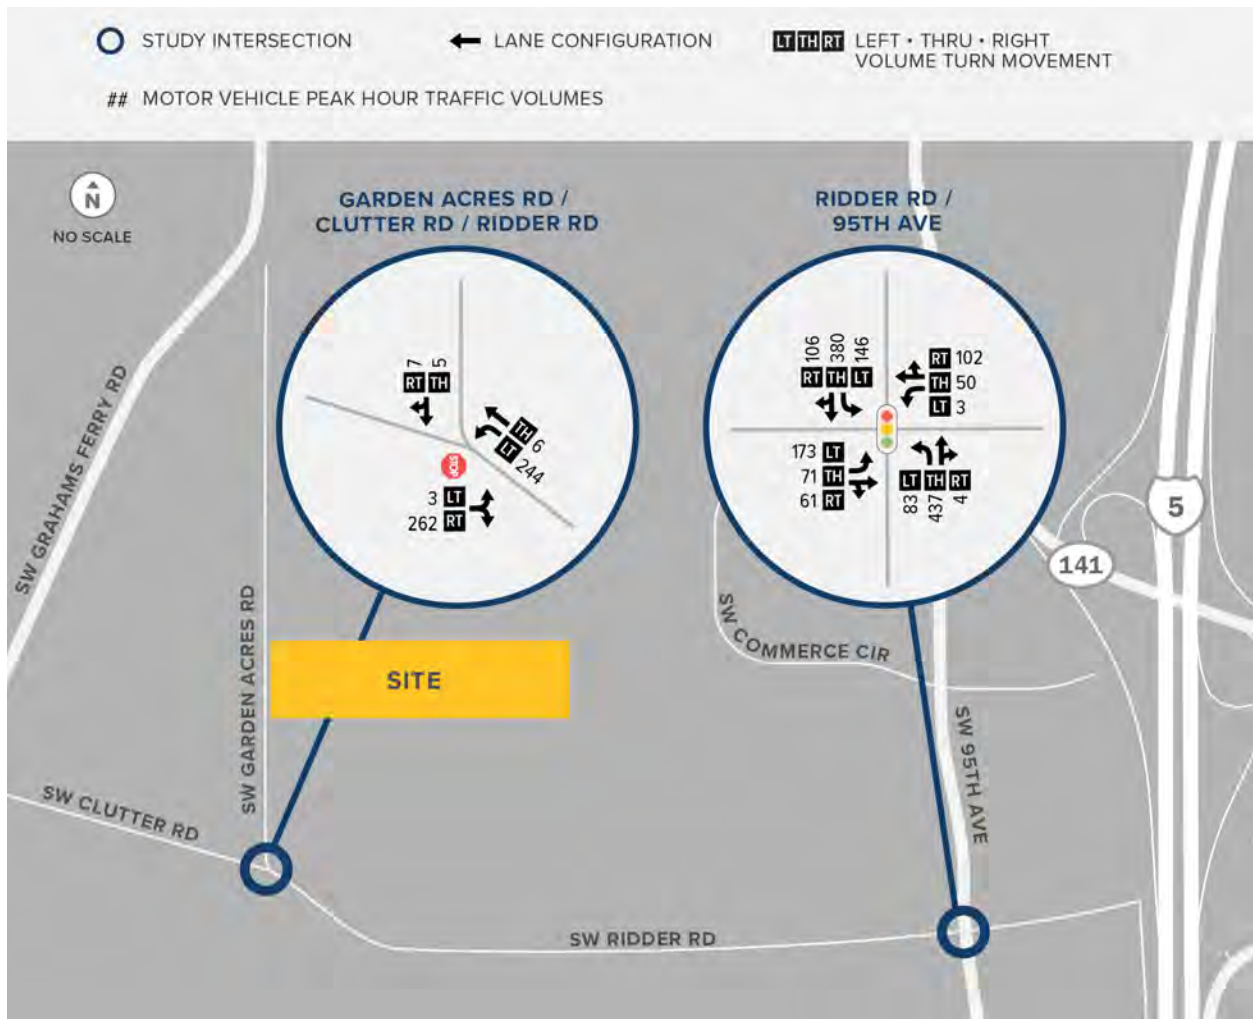 STUDY INTERSECTION
LANE CONFIGURATION
LT TH RT LEFT • THRU • RIGHT
VOLUME TURN MOVEMENT
## MOTOR VEHICLE PEAK HOUR TRAFFIC VOLUMES
N
NO SCALE
GARDEN ACRES RD /
CLUTTER RD / RIDDER RD
7 5
RT TH
TH 6
LT 244
STOP
3 LT
262 RT
RIDDER RD /
95TH AVE
106 380 146
RT TH LT
RT 102
TH 50
LT 3
173 LT
71 TH
61 RT
LT TH RT
83 437 4
5
141
SW GRAHAMS FERRY RD
SW GARDEN ACRES RD
SITE
SW COMMERCE CIR
SW 95TH AVE
SW CLUTTER RD
SW RIDDER RD